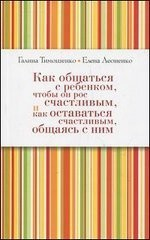 Галина Тимошенко • Елена Леоненко
Как общаться
с ребенком,
чтобы он рос
счастливым,
и
как оставаться
счастливым,
общаясь с ним